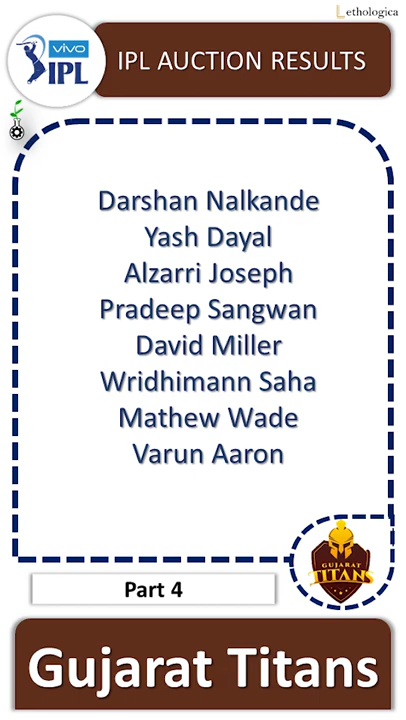 Lethologica
vivo
IPL
IPL AUCTION RESULTS
Darshan Nalkande
Yash Dayal
Alzarri Joseph
Pradeep Sangwan
David Miller
Wridhimann Saha
Mathew Wade
Varun Aaron
GUJARAT
TITANS
Part 4
Gujarat Titans